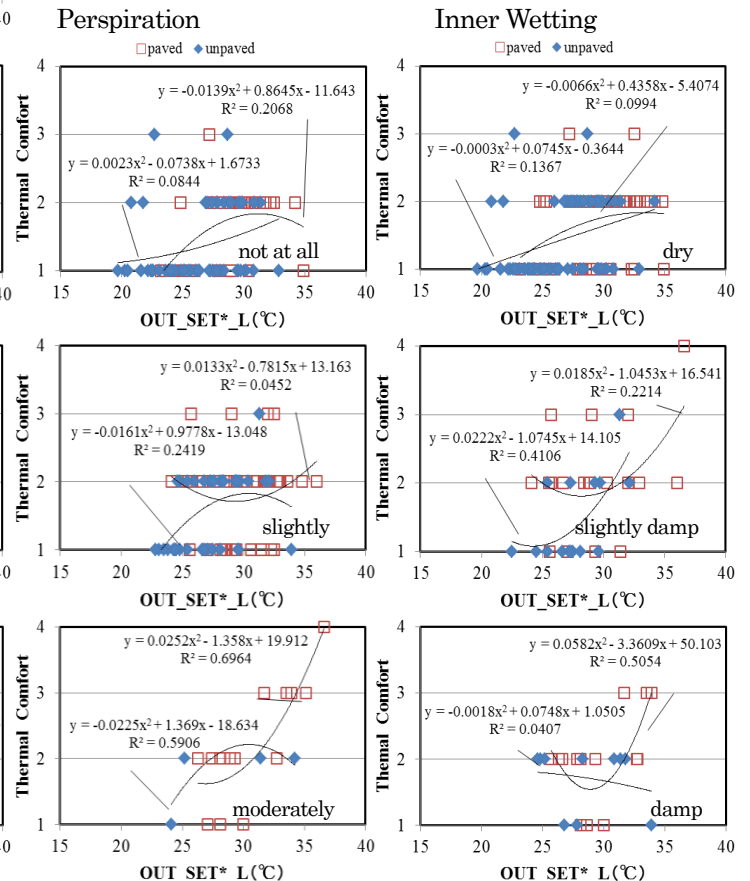 Perspiration
□paved ◆unpaved
4
3
2
1
15 20 25 30 35 40
Thermal Comfort
y = -0.0139x² + 0.8645x - 11.643
R² = 0.2068
y = 0.0023x² - 0.0738x + 1.6733
R² = 0.0844
not at all
OUT_SET*_L(℃)
Inner Wetting
□paved ◆unpaved
4
3
2
1
15 20 25 30 35 40
Thermal Comfort
y = -0.0066x² + 0.4358x - 5.4074
R² = 0.0994
y = -0.0003x² + 0.0745x - 0.3644
R² = 0.1367
dry
OUT_SET*_L(℃)
4
3
2
1
15 20 25 30 35 40
Thermal Comfort
y = 0.0133x² - 0.7815x + 13.163
R² = 0.0452
y = -0.0161x² + 0.9778x - 13.048
R² = 0.2419
slightly
OUT_SET*_L(℃)
4
3
2
1
15 20 25 30 35 40
Thermal Comfort
y = 0.0185x² - 1.0453x + 16.541
R² = 0.2214
y = 0.0222x² - 1.0745x + 14.105
R² = 0.4106
slightly damp
OUT_SET*_L(℃)
4
3
2
1
15 20 25 30 35 40
Thermal Comfort
y = 0.0252x² - 1.358x + 19.912
R² = 0.6964
y = -0.0225x² + 1.369x - 18.634
R² = 0.5906
moderately
OUT SET* L(℃)
4
3
2
1
15 20 25 30 35 40
Thermal Comfort
y = 0.0582x² - 3.3609x + 50.103
R² = 0.5054
y = -0.0018x² + 0.0748x + 1.0505
R² = 0.0407
damp
OUT SET* L(℃)